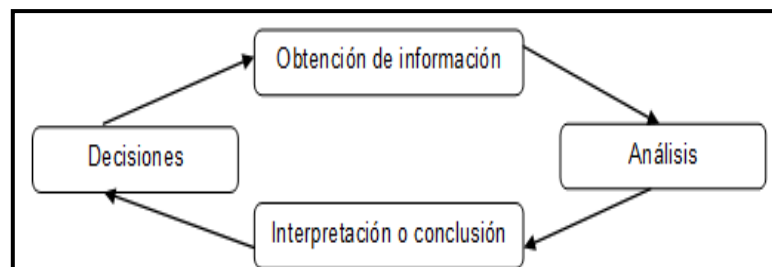 Obtención de información
Decisiones
Análisis
Interpretación o conclusión